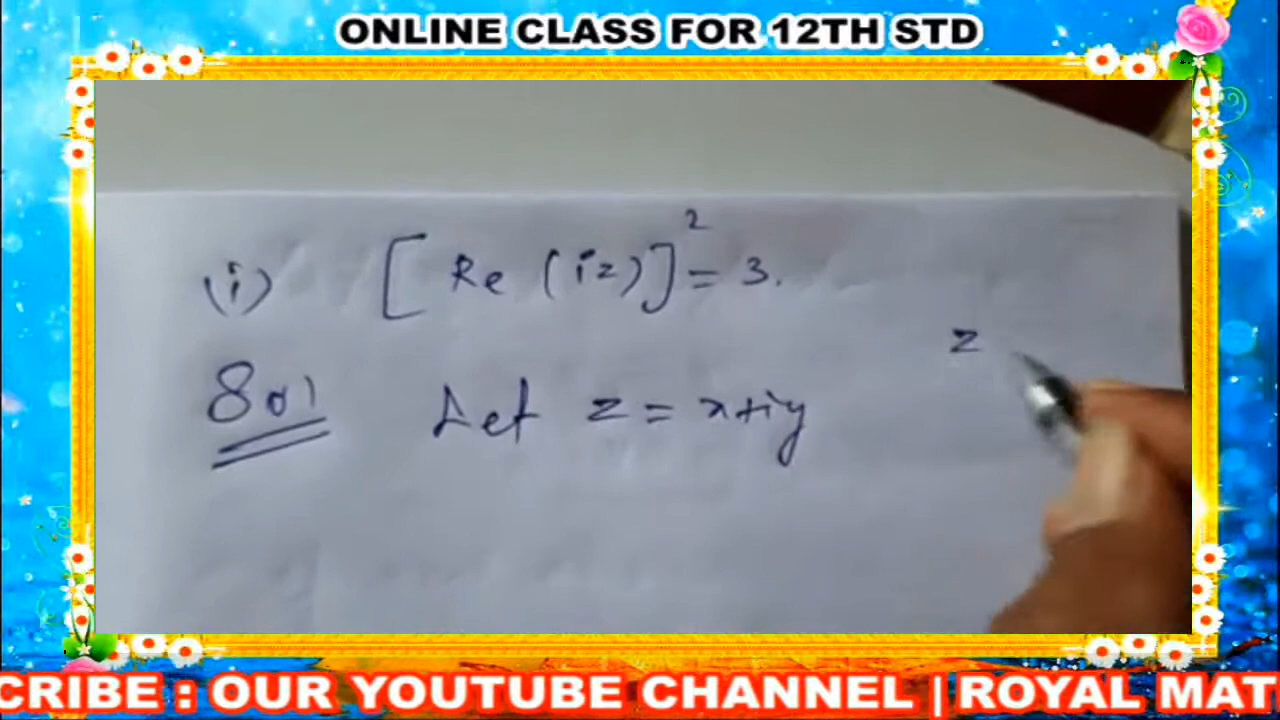 ONLINE CLASS FOR 12TH STD
(i) [Re (iz)]² = 3.
z
Sol Let z = x+iy
CRIBE : OUR YOUTUBE CHANNEL | ROYAL MAT